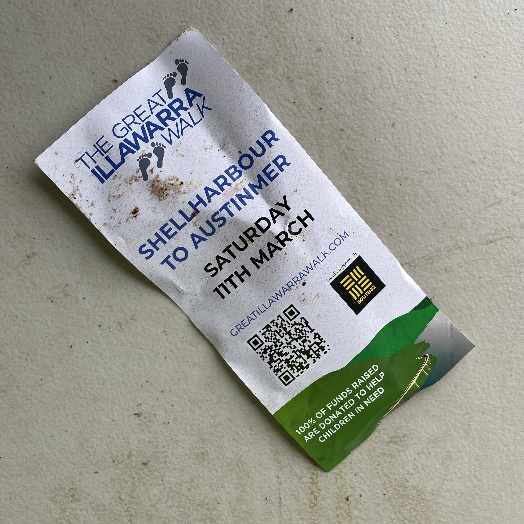 THE GREAT
ILLAWARRA
WALK
SHELLHARBOUR
TO AUSTINMER
SATURDAY
11TH MARCH
GREATILLAWARRAWALK.COM
100% OF FUNDS RAISED
ARE DONATED TO HELP
CHILDREN IN NEED